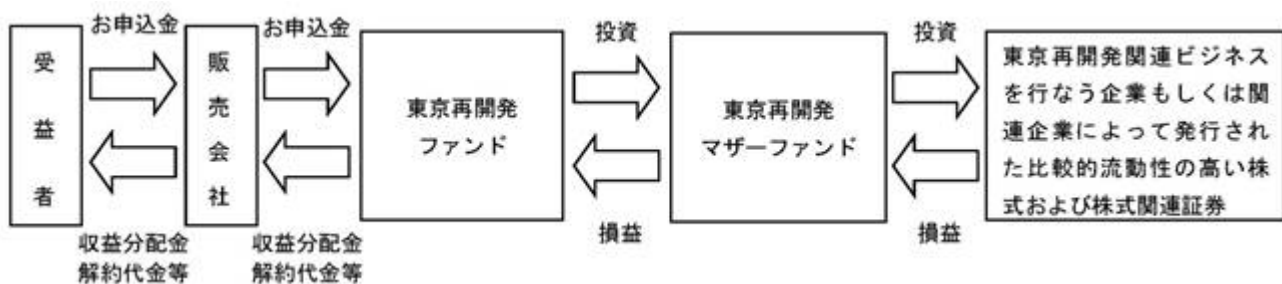 お申込金
お申込金
投資
投資
受益者
販売会社
東京再開発
ファンド
東京再開発
マザーファンド
東京再開発関連ビジネス
を行なう企業もしくは関
連企業によって発行され
た比較的流動性の高い株
式および株式関連証券
収益分配金
解約代金等
収益分配金
解約代金等
損益
損益